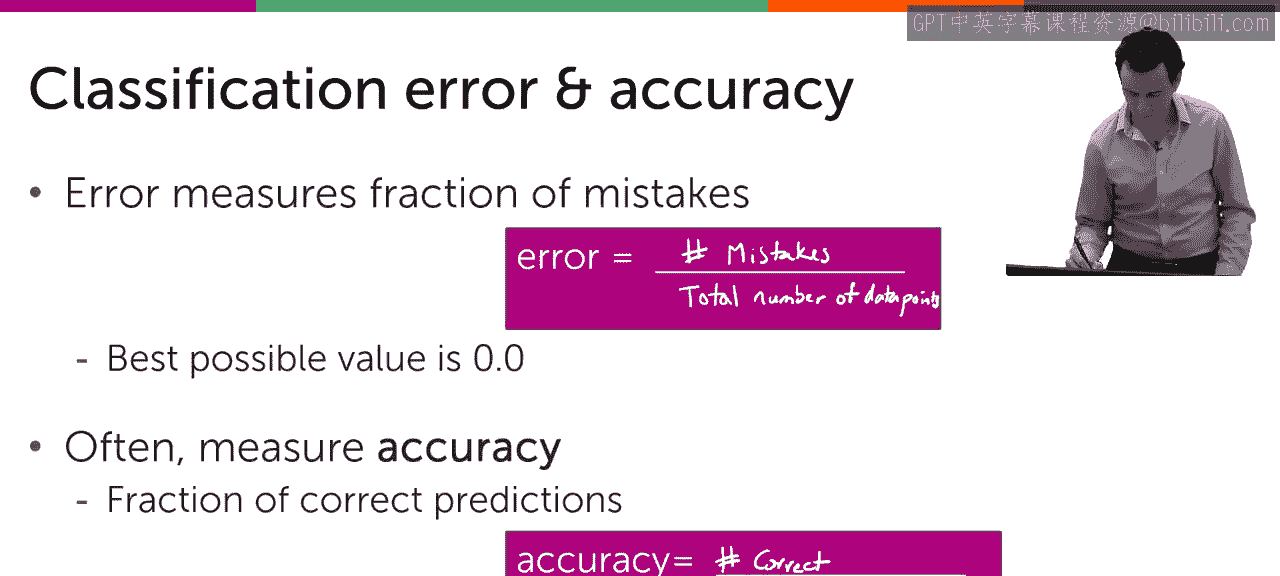 GPT中英字幕课程资源@bilibili.com
Classification error & accuracy
• Error measures fraction of mistakes
error = # Mistakes
Total number of data points
- Best possible value is 0.0
• Often, measure accuracy
- Fraction of correct predictions
accuracy= # Correct